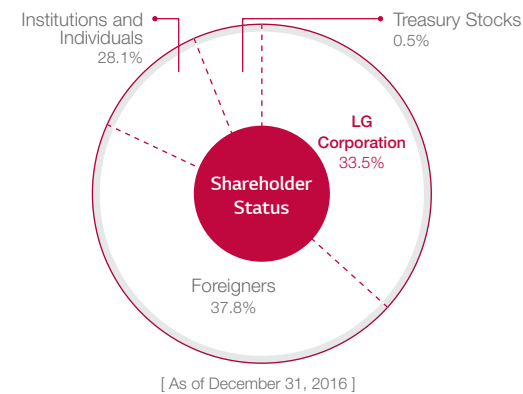 Institutions and
Individuals
28.1%
Treasury Stocks
0.5%
LG
Corporation
33.5%
Shareholder
Status
Foreigners
37.8%
[ As of December 31, 2016 ]